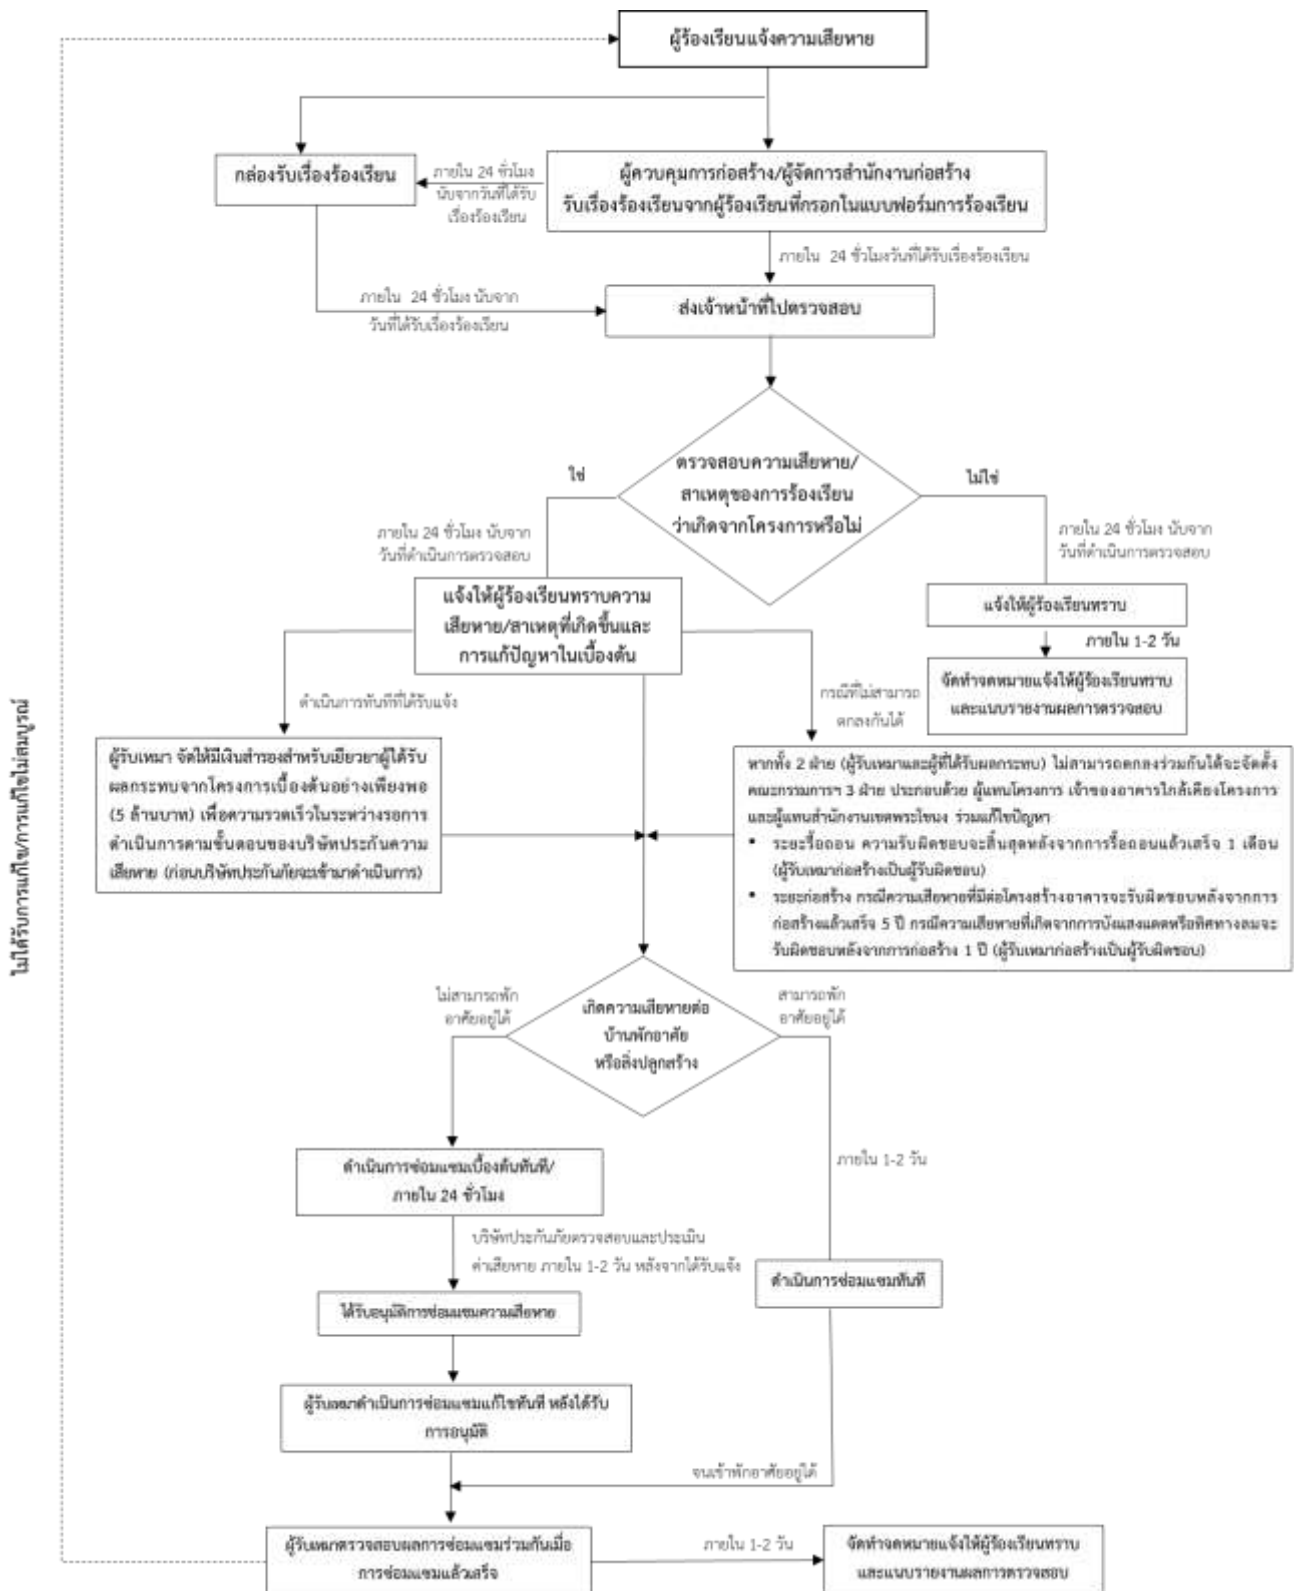 ผู้ร้องเรียนแจ้งความเสียหาย
กล่องรับเรื่องร้องเรียน
ภายใน 24 ชั่วโมง
นับจากวันที่ได้รับ
เรื่องร้องเรียน
ผู้ควบคุมการก่อสร้าง/ผู้จัดการสำนักงานก่อสร้าง
รับเรื่องร้องเรียนจากผู้ร้องเรียนที่กรอกในแบบฟอร์มการร้องเรียน
ภายใน 24 ชั่วโมงวันที่ได้รับเรื่องร้องเรียน
ภายใน 24 ชั่วโมง นับจาก
วันที่ได้รับเรื่องร้องเรียน
ส่งเจ้าหน้าที่ไปตรวจสอบ
ตรวจสอบความเสียหาย/
สาเหตุของการร้องเรียน
ว่าเกิดจากโครงการหรือไม่
ใช่
ไม่ใช่
ภายใน 24 ชั่วโมง นับจาก
วันที่ดำเนินการตรวจสอบ
ภายใน 24 ชั่วโมง นับจาก
วันที่ดำเนินการตรวจสอบ
แจ้งให้ผู้ร้องเรียนทราบความ
เสียหาย/สาเหตุที่เกิดขึ้นและ
การแก้ปัญหาในเบื้องต้น
แจ้งให้ผู้ร้องเรียนทราบ
ภายใน 1-2 วัน
จัดทำจดหมายแจ้งให้ผู้ร้องเรียนทราบ
และแนบรายงานผลการตรวจสอบ
ดำเนินการทันทีที่ได้รับแจ้ง
กรณีที่ไม่สามารถ
ตกลงกันได้
ผู้รับเหมา จัดให้มีเงินสำรองสำหรับเยียวยาผู้ได้รับ
ผลกระทบจากโครงการเบื้องต้นอย่างเพียงพอ
(5 ล้านบาท) เพื่อความรวดเร็วในระหว่างรอการ
ดำเนินการตามขั้นตอนของบริษัทประกันความ
เสียหาย (ก่อนบริษัทประกันภัยจะเข้ามาดำเนินการ)
หากทั้ง 2 ฝ่าย (ผู้รับเหมาและผู้ที่ได้รับผลกระทบ) ไม่สามารถตกลงร่วมกันได้จะจัดตั้ง
คณะกรรมการฯ 3 ฝ่าย ประกอบด้วย ผู้แทนโครงการ เจ้าของอาคารใกล้เคียงโครงการ
และผู้แทนสำนักงานเขตพระโขนง ร่วมแก้ไขปัญหา
• ระยะรื้อถอน ความรับผิดชอบจะสิ้นสุดหลังจากการรื้อถอนแล้วเสร็จ 1 เดือน
(ผู้รับเหมาก่อสร้างเป็นผู้รับผิดชอบ)
• ระยะก่อสร้าง กรณีความเสียหายที่มีต่อโครงสร้างอาคารจะรับผิดชอบหลังจากการ
ก่อสร้างแล้วเสร็จ 5 ปี กรณีความเสียหายที่เกิดจากการบังแสงแดดหรือทิศทางลมจะ
รับผิดชอบหลังจากการก่อสร้าง 1 ปี (ผู้รับเหมาก่อสร้างเป็นผู้รับผิดชอบ)
ไม่ได้รับการแก้ไข/การแก้ไขไม่สมบูรณ์
ไม่สามารถพัก
อาศัยอยู่ได้
เกิดความเสียหายต่อ
บ้านพักอาศัย
หรือสิ่งปลูกสร้าง
สามารถพัก
อาศัยอยู่ได้
ดำเนินการซ่อมแซมเบื้องต้นทันที/
ภายใน 24 ชั่วโมง
ภายใน 1-2 วัน
บริษัทประกันภัยตรวจสอบและประเมิน
ค่าเสียหาย ภายใน 1-2 วัน หลังจากได้รับแจ้ง
ดำเนินการซ่อมแซมทันที
ได้รับอนุมัติการซ่อมแซมความเสียหาย
ผู้รับเหมาดำเนินการซ่อมแซมแก้ไขทันที หลังได้รับ
การอนุมัติ
จนเข้าพักอาศัยอยู่ได้
ผู้รับเหมาตรวจสอบผลการซ่อมแซมร่วมกันเมื่อ
การซ่อมแซมแล้วเสร็จ
ภายใน 1-2 วัน
จัดทำจดหมายแจ้งให้ผู้ร้องเรียนทราบ
และแนบรายงานผลการตรวจสอบ